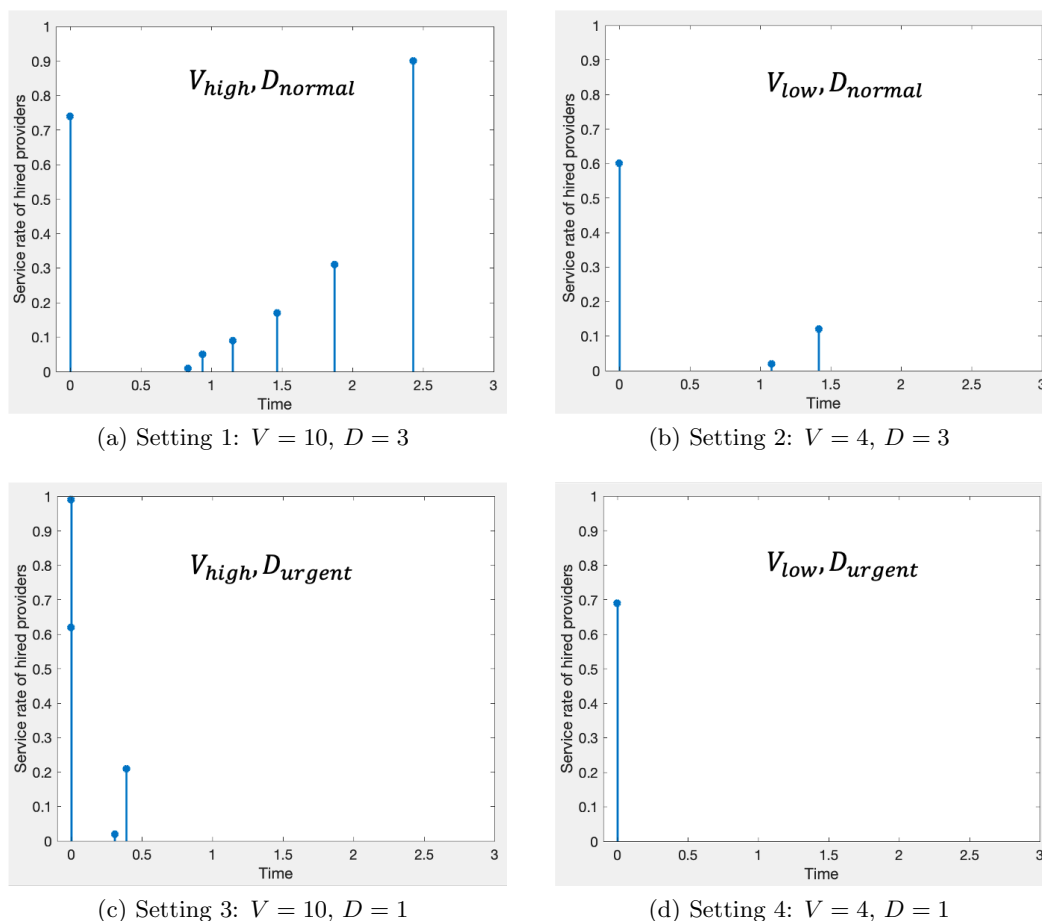 1
0.9
0.8
0.7
0.6
0.5
0.4
0.3
0.2
0.1
0
Service rate of hired providers
V_high, D_normal
0 0.5 1 1.5 2 2.5 3
Time
(a) Setting 1: V = 10, D = 3
1
0.9
0.8
0.7
0.6
0.5
0.4
0.3
0.2
0.1
0
Service rate of hired providers
V_low, D_normal
0 0.5 1 1.5 2 2.5 3
Time
(b) Setting 2: V = 4, D = 3
1
0.9
0.8
0.7
0.6
0.5
0.4
0.3
0.2
0.1
0
Service rate of hired providers
V_high, D_urgent
0 0.5 1 1.5 2 2.5 3
Time
(c) Setting 3: V = 10, D = 1
1
0.9
0.8
0.7
0.6
0.5
0.4
0.3
0.2
0.1
0
Service rate of hired providers
V_low, D_urgent
0 0.5 1 1.5 2 2.5 3
Time
(d) Setting 4: V = 4, D = 1